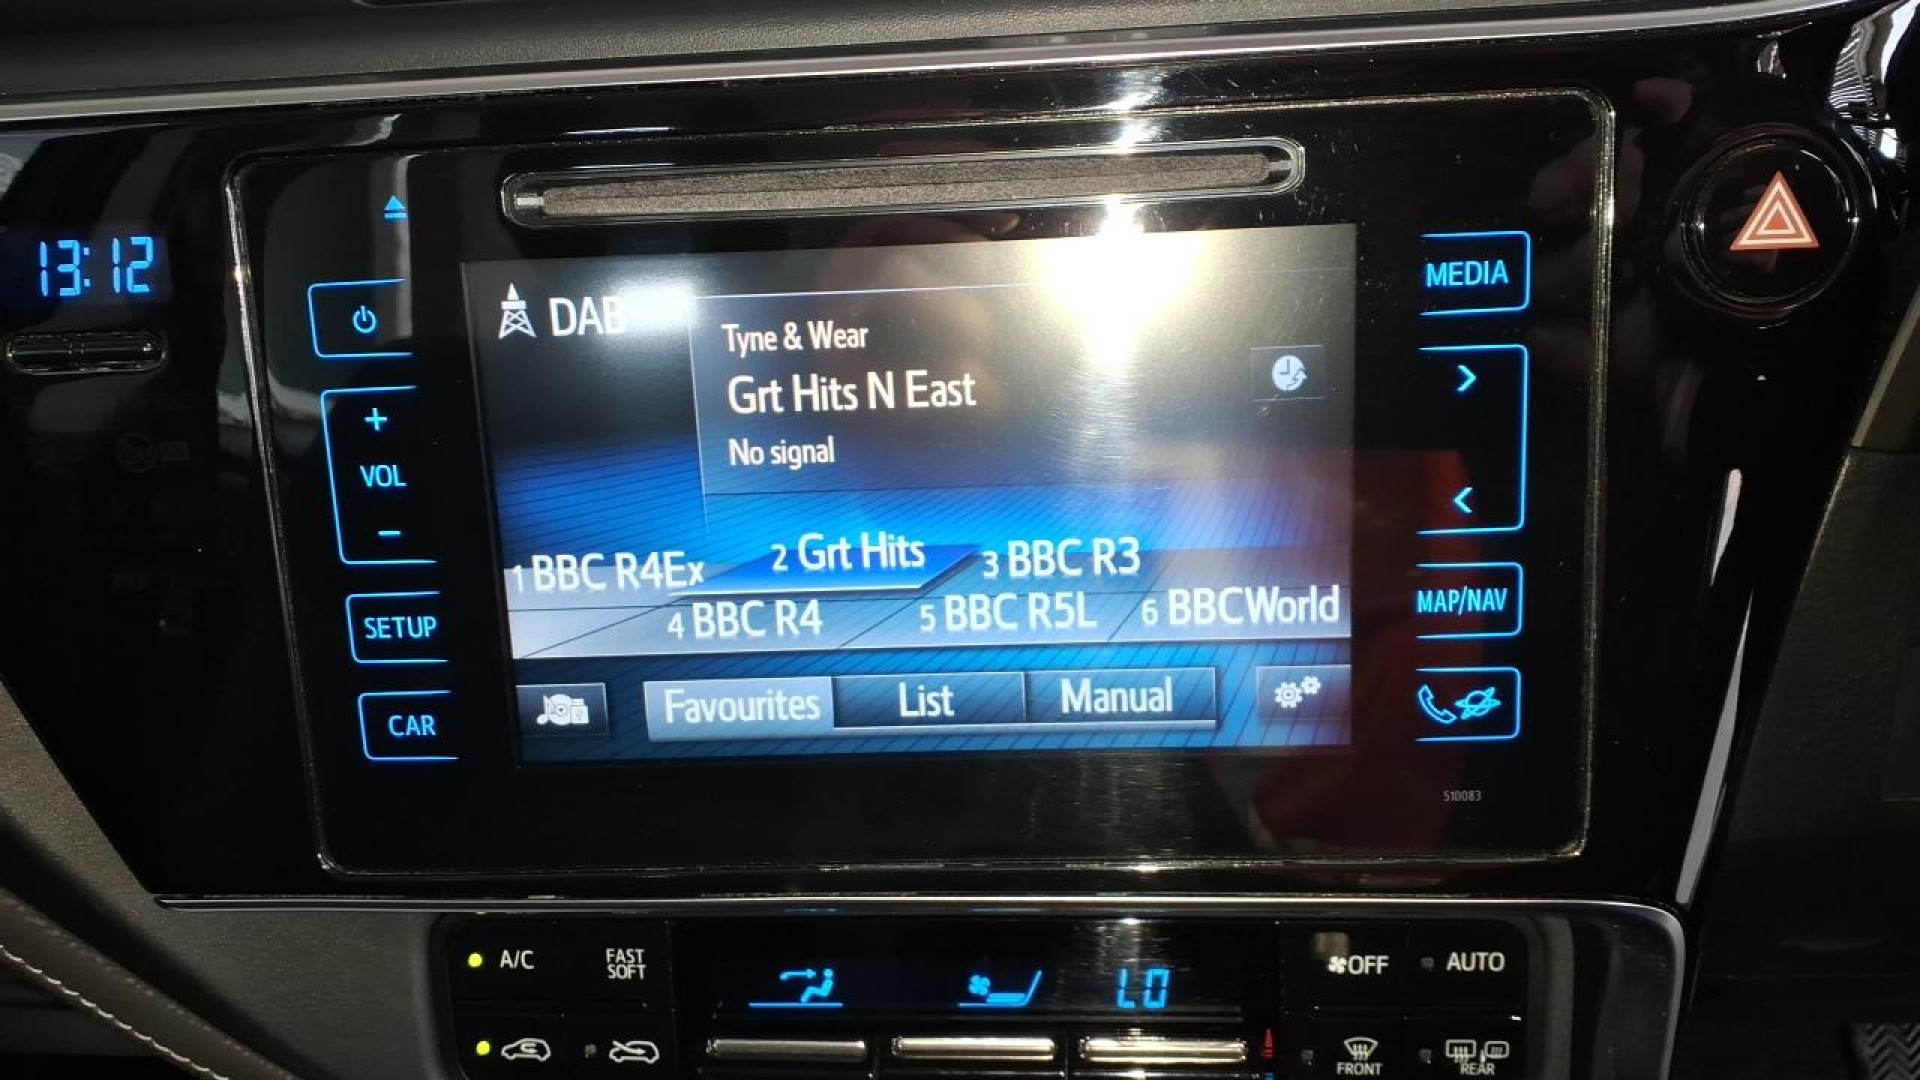 13:12
MEDIA
DAB
Tyne & Wear
Grt Hits N East
No signal
+
VOL
-
>
<
1 BBC R4Ex
2 Grt Hits
3 BBC R3
4 BBC R4
5 BBC R5L
6 BBCWorld
SETUP
MAP/NAV
CAR
Favourites
List
Manual
510083
A/C
FAST
SOFT
LO
OFF
AUTO
FRONT
REAR